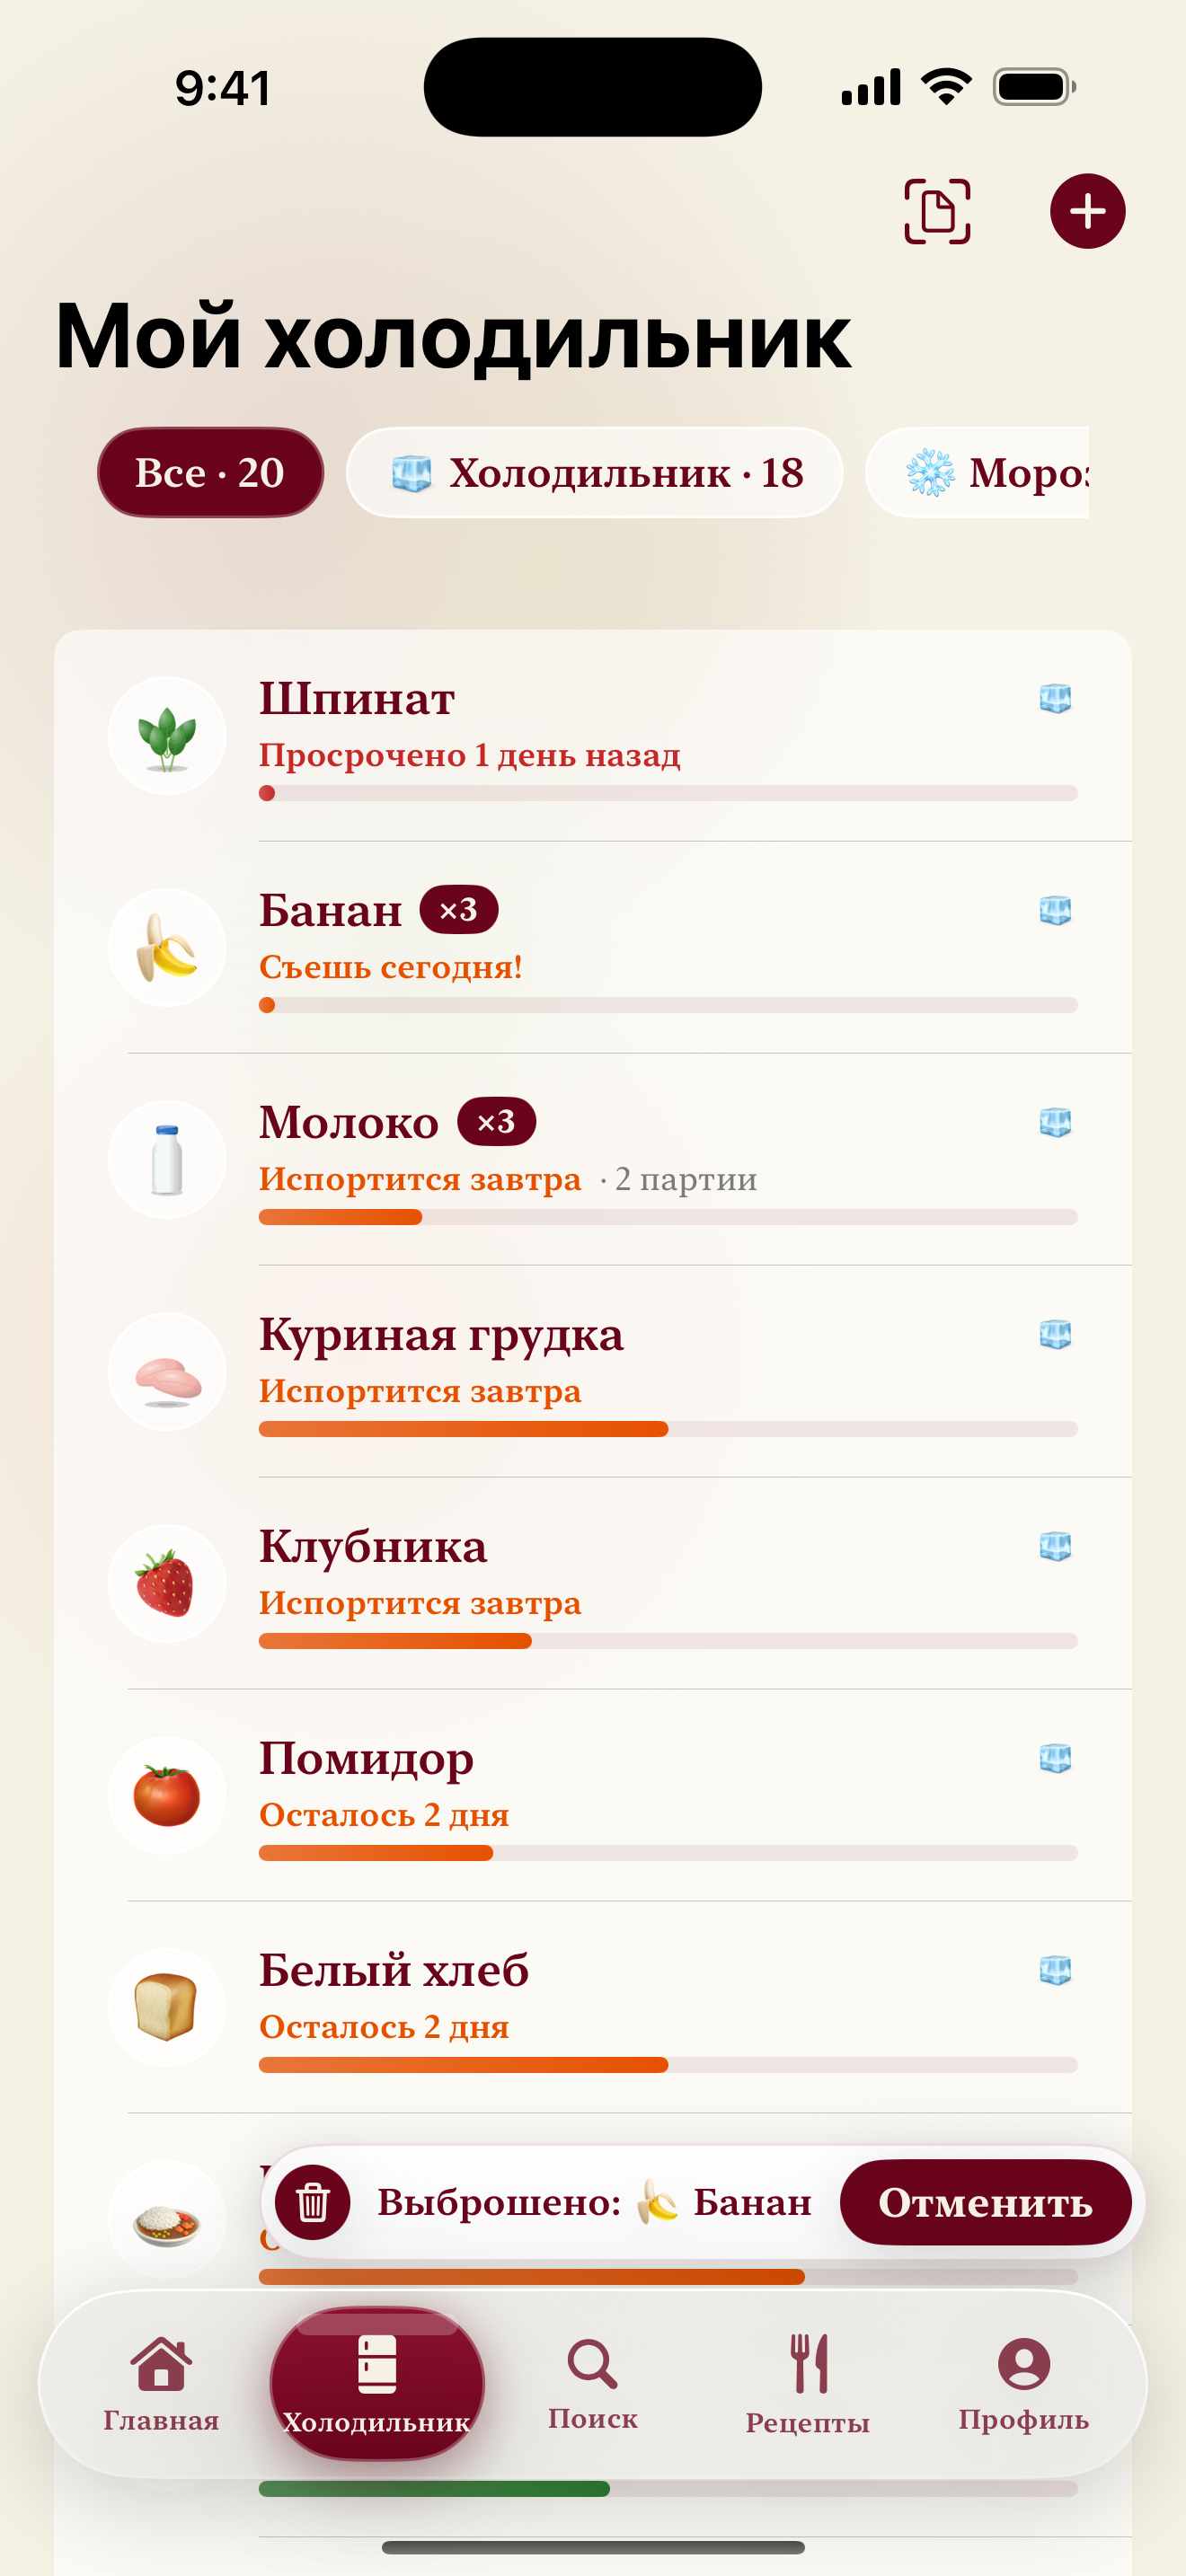 9:41
Мой холодильник
Все · 20
Холодильник · 18
Мороз
Шпинат
Просрочено 1 день назад
Банан ×3
Съешь сегодня!
Молоко ×3
Испортится завтра · 2 партии
Куриная грудка
Испортится завтра
Клубника
Испортится завтра
Помидор
Осталось 2 дня
Белый хлеб
Осталось 2 дня
Выброшено: 🍌 Банан
Отменить
Главная
Холодильник
Поиск
Рецепты
Профиль